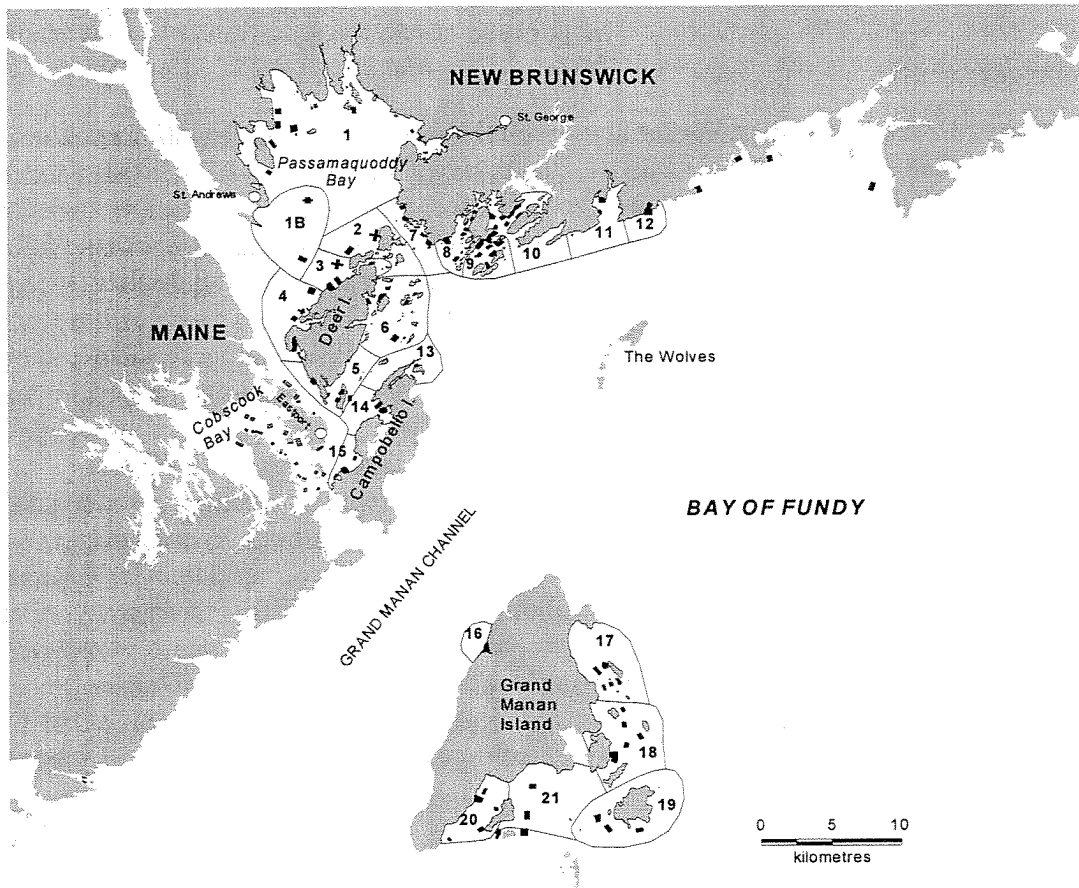 NEW BRUNSWICK
St. George
1
Passamaquoddy
Bay
St. Andrews
1B
2
7
8
9
10
11
12
3
4
MAINE
Deer I.
6
13
The Wolves
5
14
Cobscook
Bay
Eastport
15
Campobello I.
BAY OF FUNDY
GRAND MANAN CHANNEL
16
17
Grand
Manan
Island
18
21
19
20
0 5 10
kilometres